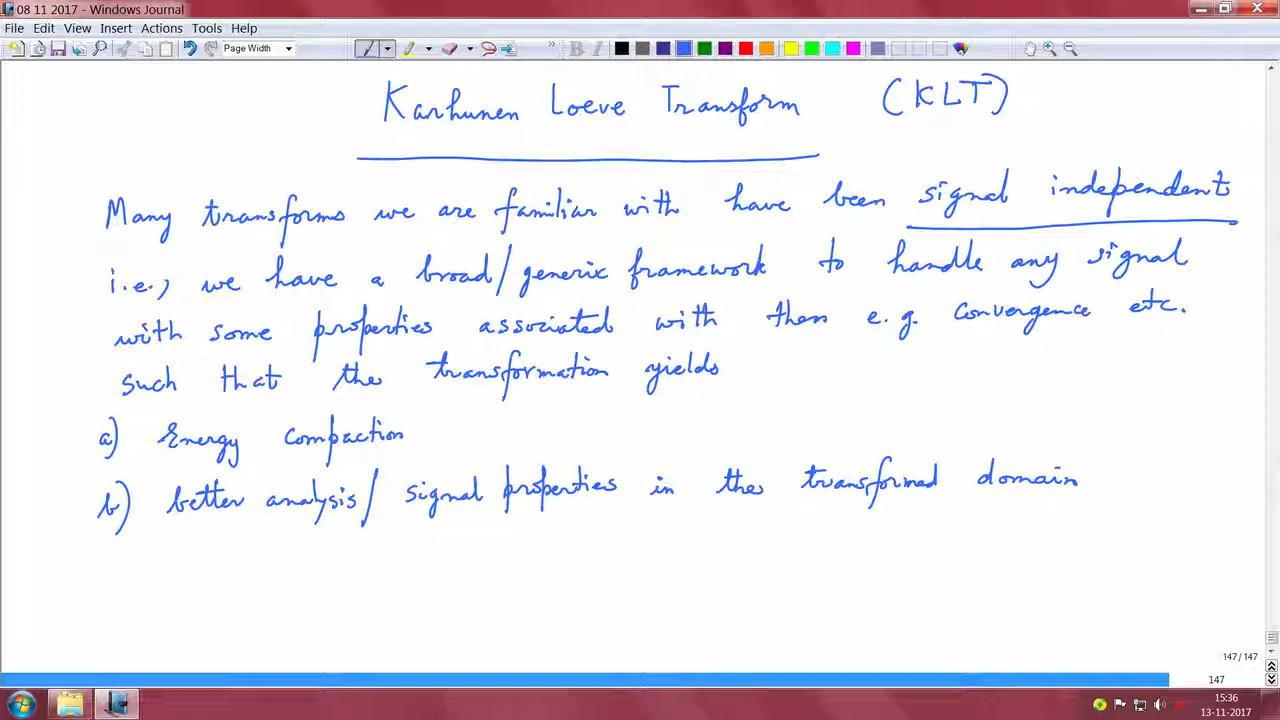 08 11 2017 - Windows Journal
File Edit View Insert Actions Tools Help
Page Width
Karhunen Loeve Transform (KLT)
Many transforms we are familiar with have been signal independent
i.e., we have a broad/generic framework to handle any signal
with some properties associated with them e.g. convergence etc.
such that the transformation yields
a) Energy compaction
b) better analysis/signal properties in the transformed domain
147/147
147
15:36
13-11-2017